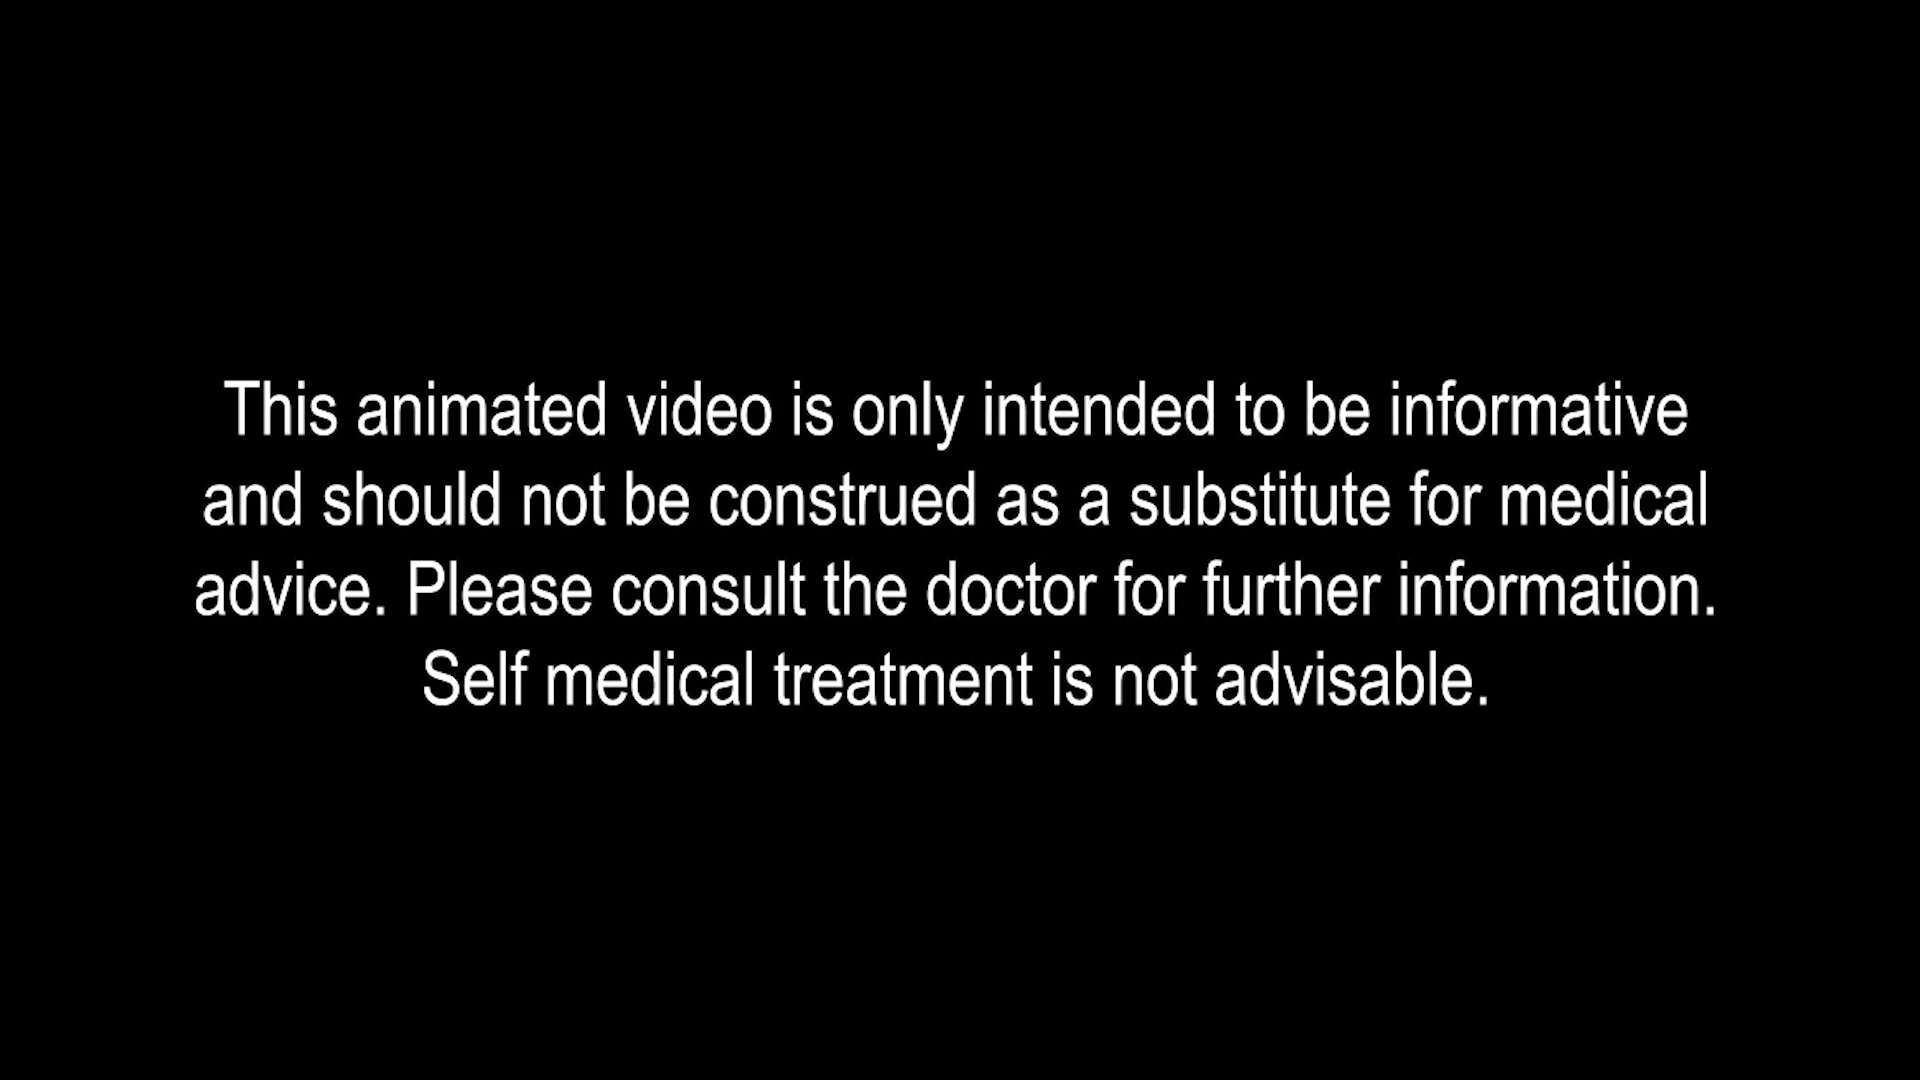 This animated video is only intended to be informative
and should not be construed as a substitute for medical
advice. Please consult the doctor for further information.
Self medical treatment is not advisable.